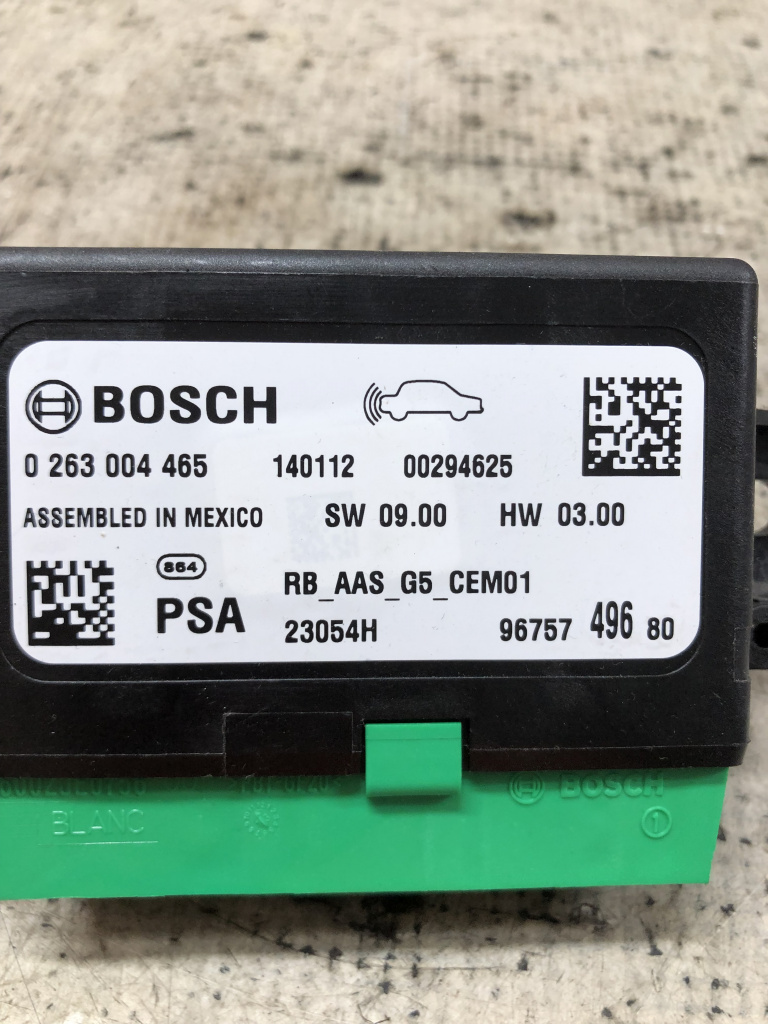 BOSCH
0 263 004 465 140112 00294625
ASSEMBLED IN MEXICO SW 09.00 HW 03.00
864
PSA RB_AAS_G5_CEM01
23054H 96757 496 80
BOSCH
BLANC 1